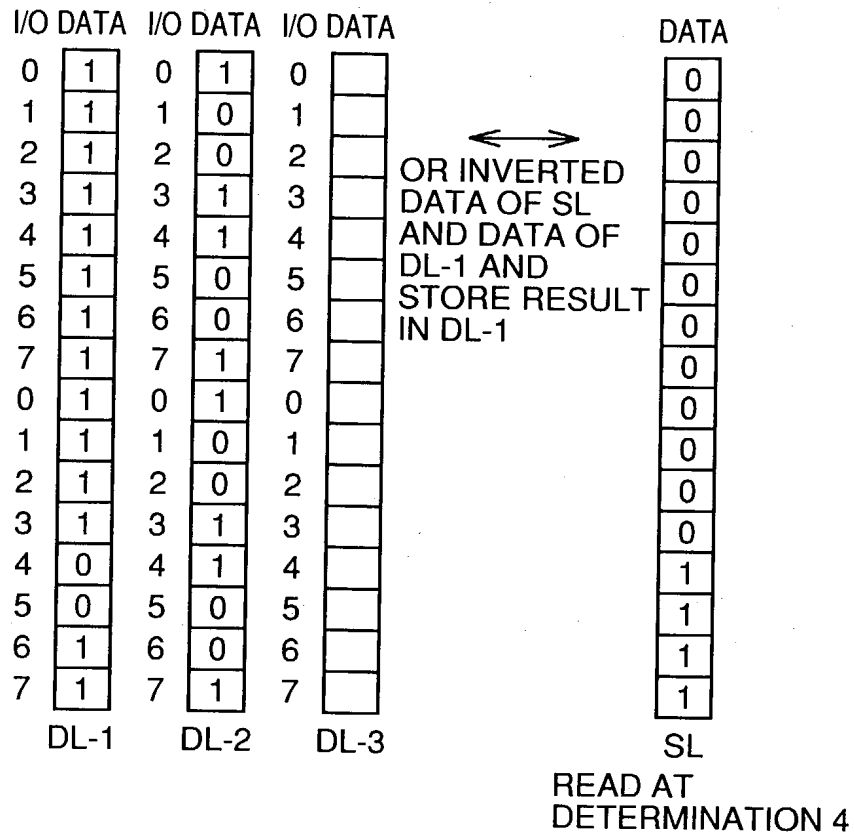 I/O DATA I/O DATA I/O DATA DATA
0 1 0 1 0 0
1 1 1 0 1 0
2 1 2 0 2 0
3 1 3 1 3 0
4 1 4 1 4 0
5 1 5 0 5 0
6 1 6 0 6 0
7 1 7 1 7 0
0 1 0 1 0 0
1 1 1 0 1 0
2 1 2 0 2 0
3 1 3 1 3 0
4 0 4 1 4 1
5 0 5 0 5 1
6 1 6 0 6 1
7 1 7 1 7 1
OR INVERTED
DATA OF SL
AND DATA OF
DL-1 AND
STORE RESULT
IN DL-1
DL-1 DL-2 DL-3 SL
READ AT
DETERMINATION 4